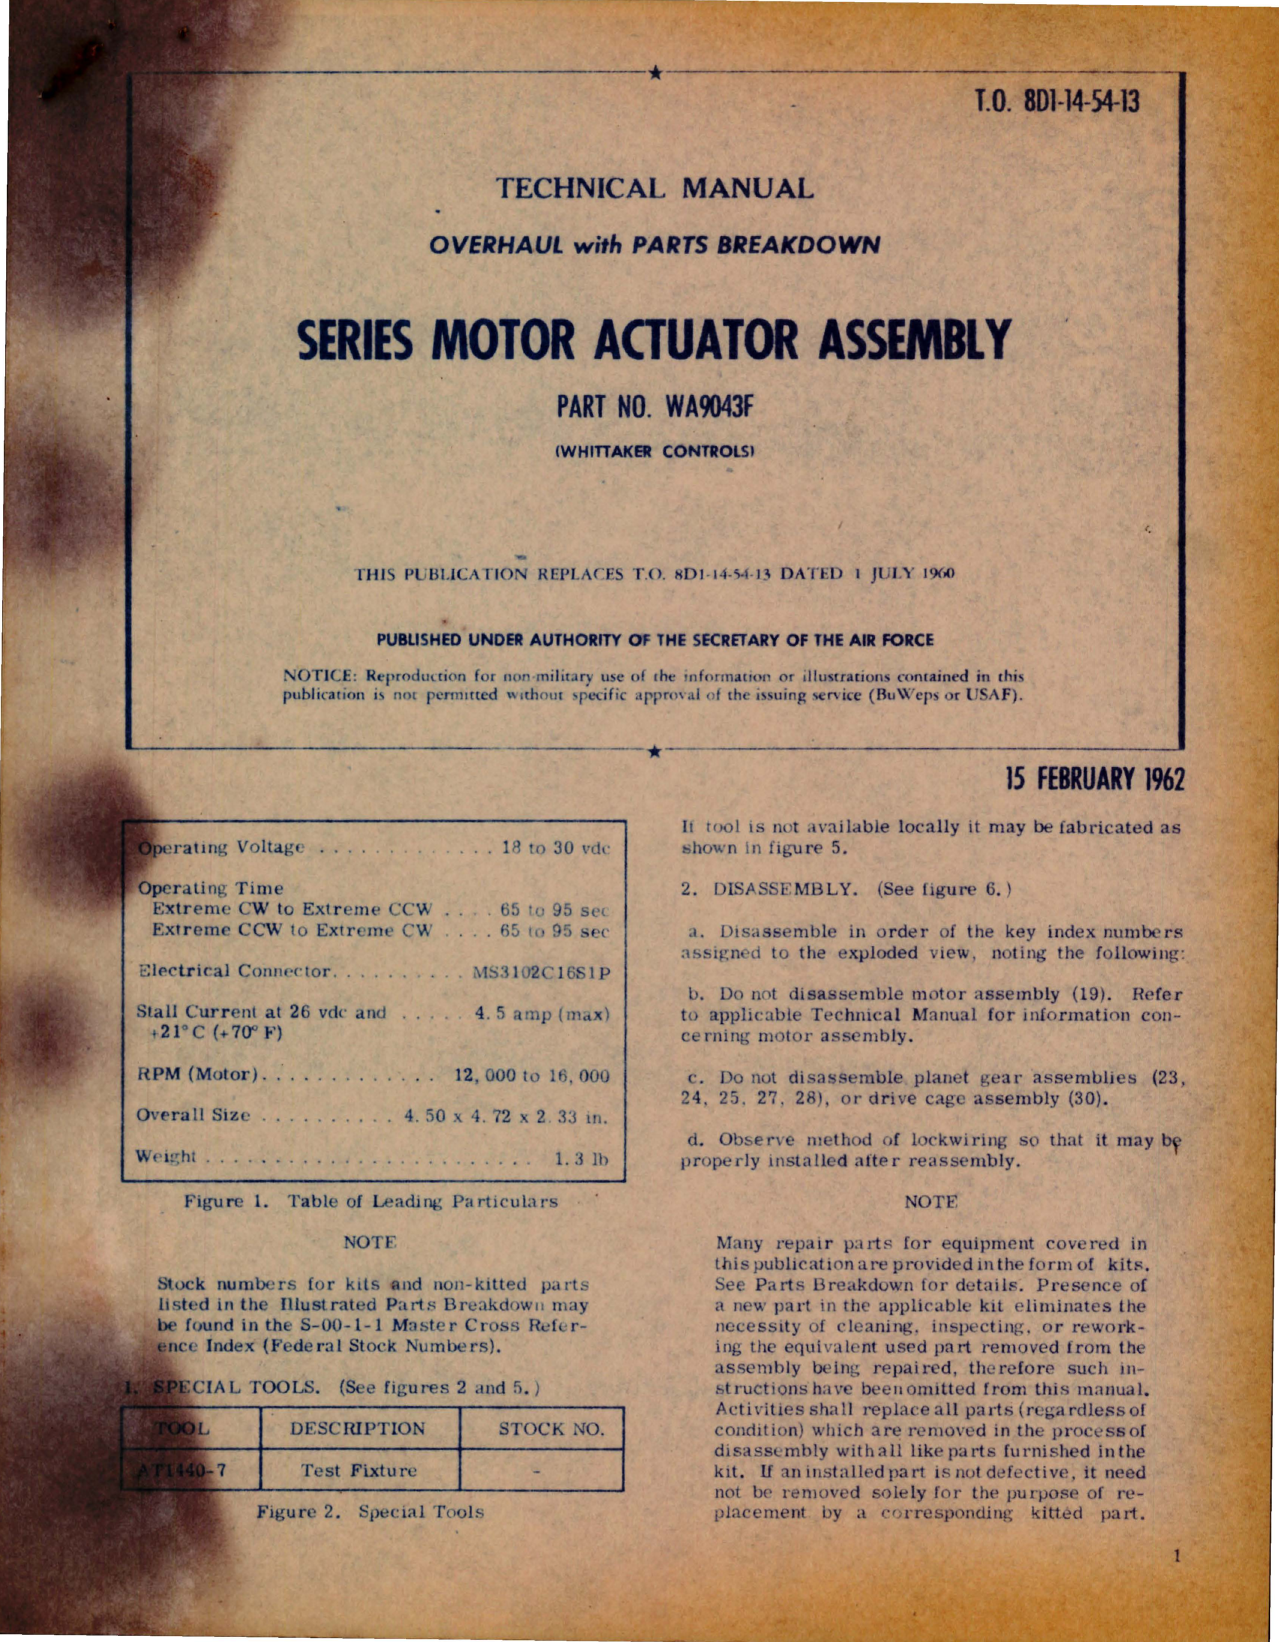 T.O. 8D1-14-54-13
TECHNICAL MANUAL
OVERHAUL with PARTS BREAKDOWN
SERIES MOTOR ACTUATOR ASSEMBLY
PART NO. WA9043F
(WHITTAKER CONTROLS)
THIS PUBLICATION REPLACES T.O. 8D1-14-54-13 DATED 1 JULY 1960
PUBLISHED UNDER AUTHORITY OF THE SECRETARY OF THE AIR FORCE
NOTICE: Reproduction for non-military use of the information or illustrations contained in this
publication is not permitted without specific approval of the issuing service (BuWeps or USAF).
15 FEBRUARY 1962
Operating Voltage . . . . . . . . . . . . . 18 to 30 vdc
Operating Time
Extreme CW to Extreme CCW . . . . 65 to 95 sec
Extreme CCW to Extreme CW . . . . 65 to 95 sec
Electrical Connector. . . . . . . . . . MS3102C16S1P
Stall Current at 26 vdc and . . . . . 4.5 amp (max)
+21°C (+70° F)
RPM (Motor). . . . . . . . . . . . . 12,000 to 16,000
Overall Size . . . . . . . . . . 4.50 x 4.72 x 2.33 in.
Weight . . . . . . . . . . . . . . . . . . . . . . . . 1.3 lb
Figure 1. Table of Leading Particulars
NOTE
Stock numbers for kits and non-kitted parts
listed in the Illustrated Parts Breakdown may
be found in the S-00-1-1 Master Cross Refer-
ence Index (Federal Stock Numbers).
1. SPECIAL TOOLS. (See figures 2 and 5.)
TOOL DESCRIPTION STOCK NO.
AT1440-7 Test Fixture -
Figure 2. Special Tools
If tool is not available locally it may be fabricated as
shown in figure 5.
2. DISASSEMBLY. (See figure 6.)
a. Disassemble in order of the key index numbers
assigned to the exploded view, noting the following:
b. Do not disassemble motor assembly (19). Refer
to applicable Technical Manual for information con-
cerning motor assembly.
c. Do not disassemble planet gear assemblies (23,
24, 25, 27, 28), or drive cage assembly (30).
d. Observe method of lockwiring so that it may be
properly installed after reassembly.
NOTE
Many repair parts for equipment covered in
this publication are provided in the form of kits.
See Parts Breakdown for details. Presence of
a new part in the applicable kit eliminates the
necessity of cleaning, inspecting, or rework-
ing the equivalent used part removed from the
assembly being repaired, therefore such in-
structions have been omitted from this manual.
Activities shall replace all parts (regardless of
condition) which are removed in the process of
disassembly with all like parts furnished in the
kit. If an installed part is not defective, it need
not be removed solely for the purpose of re-
placement by a corresponding kitted part.
1